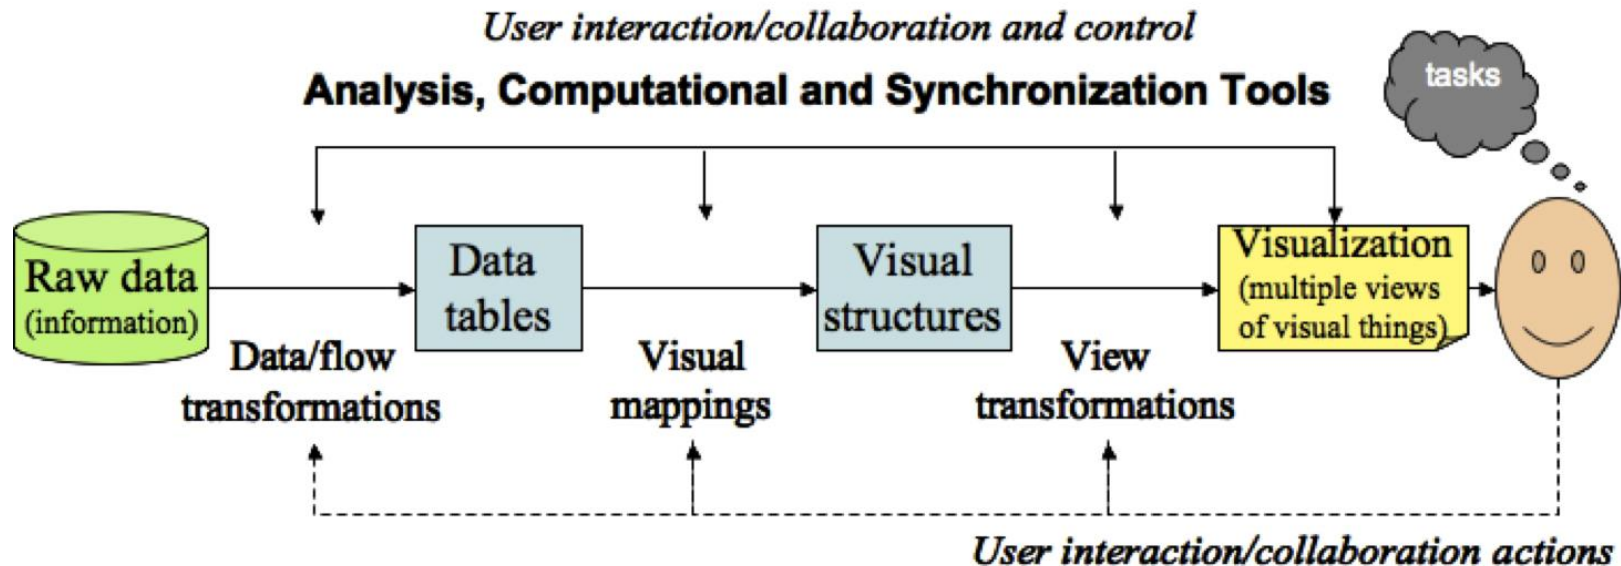 User interaction/collaboration and control
Analysis, Computational and Synchronization Tools
tasks
Raw data
(information)
Data/flow
transformations
Data
tables
Visual
mappings
Visual
structures
View
transformations
Visualization
(multiple views
of visual things)
User interaction/collaboration actions